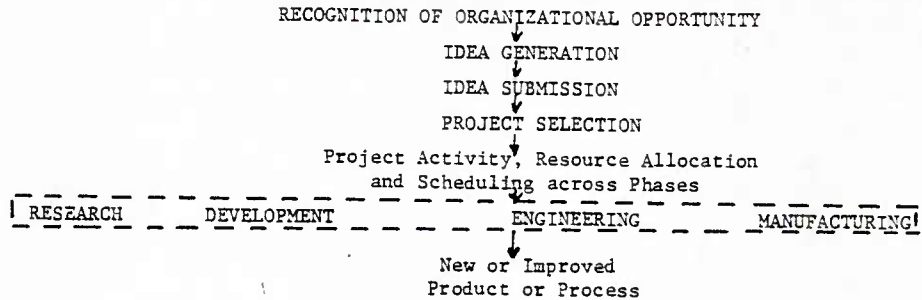 RECOGNITION OF ORGANIZATIONAL OPPORTUNITY
IDEA GENERATION
IDEA SUBMISSION
PROJECT SELECTION
Project Activity, Resource Allocation
and Scheduling across Phases
RESEARCH DEVELOPMENT ENGINEERING MANUFACTURING
New or Improved
Product or Process